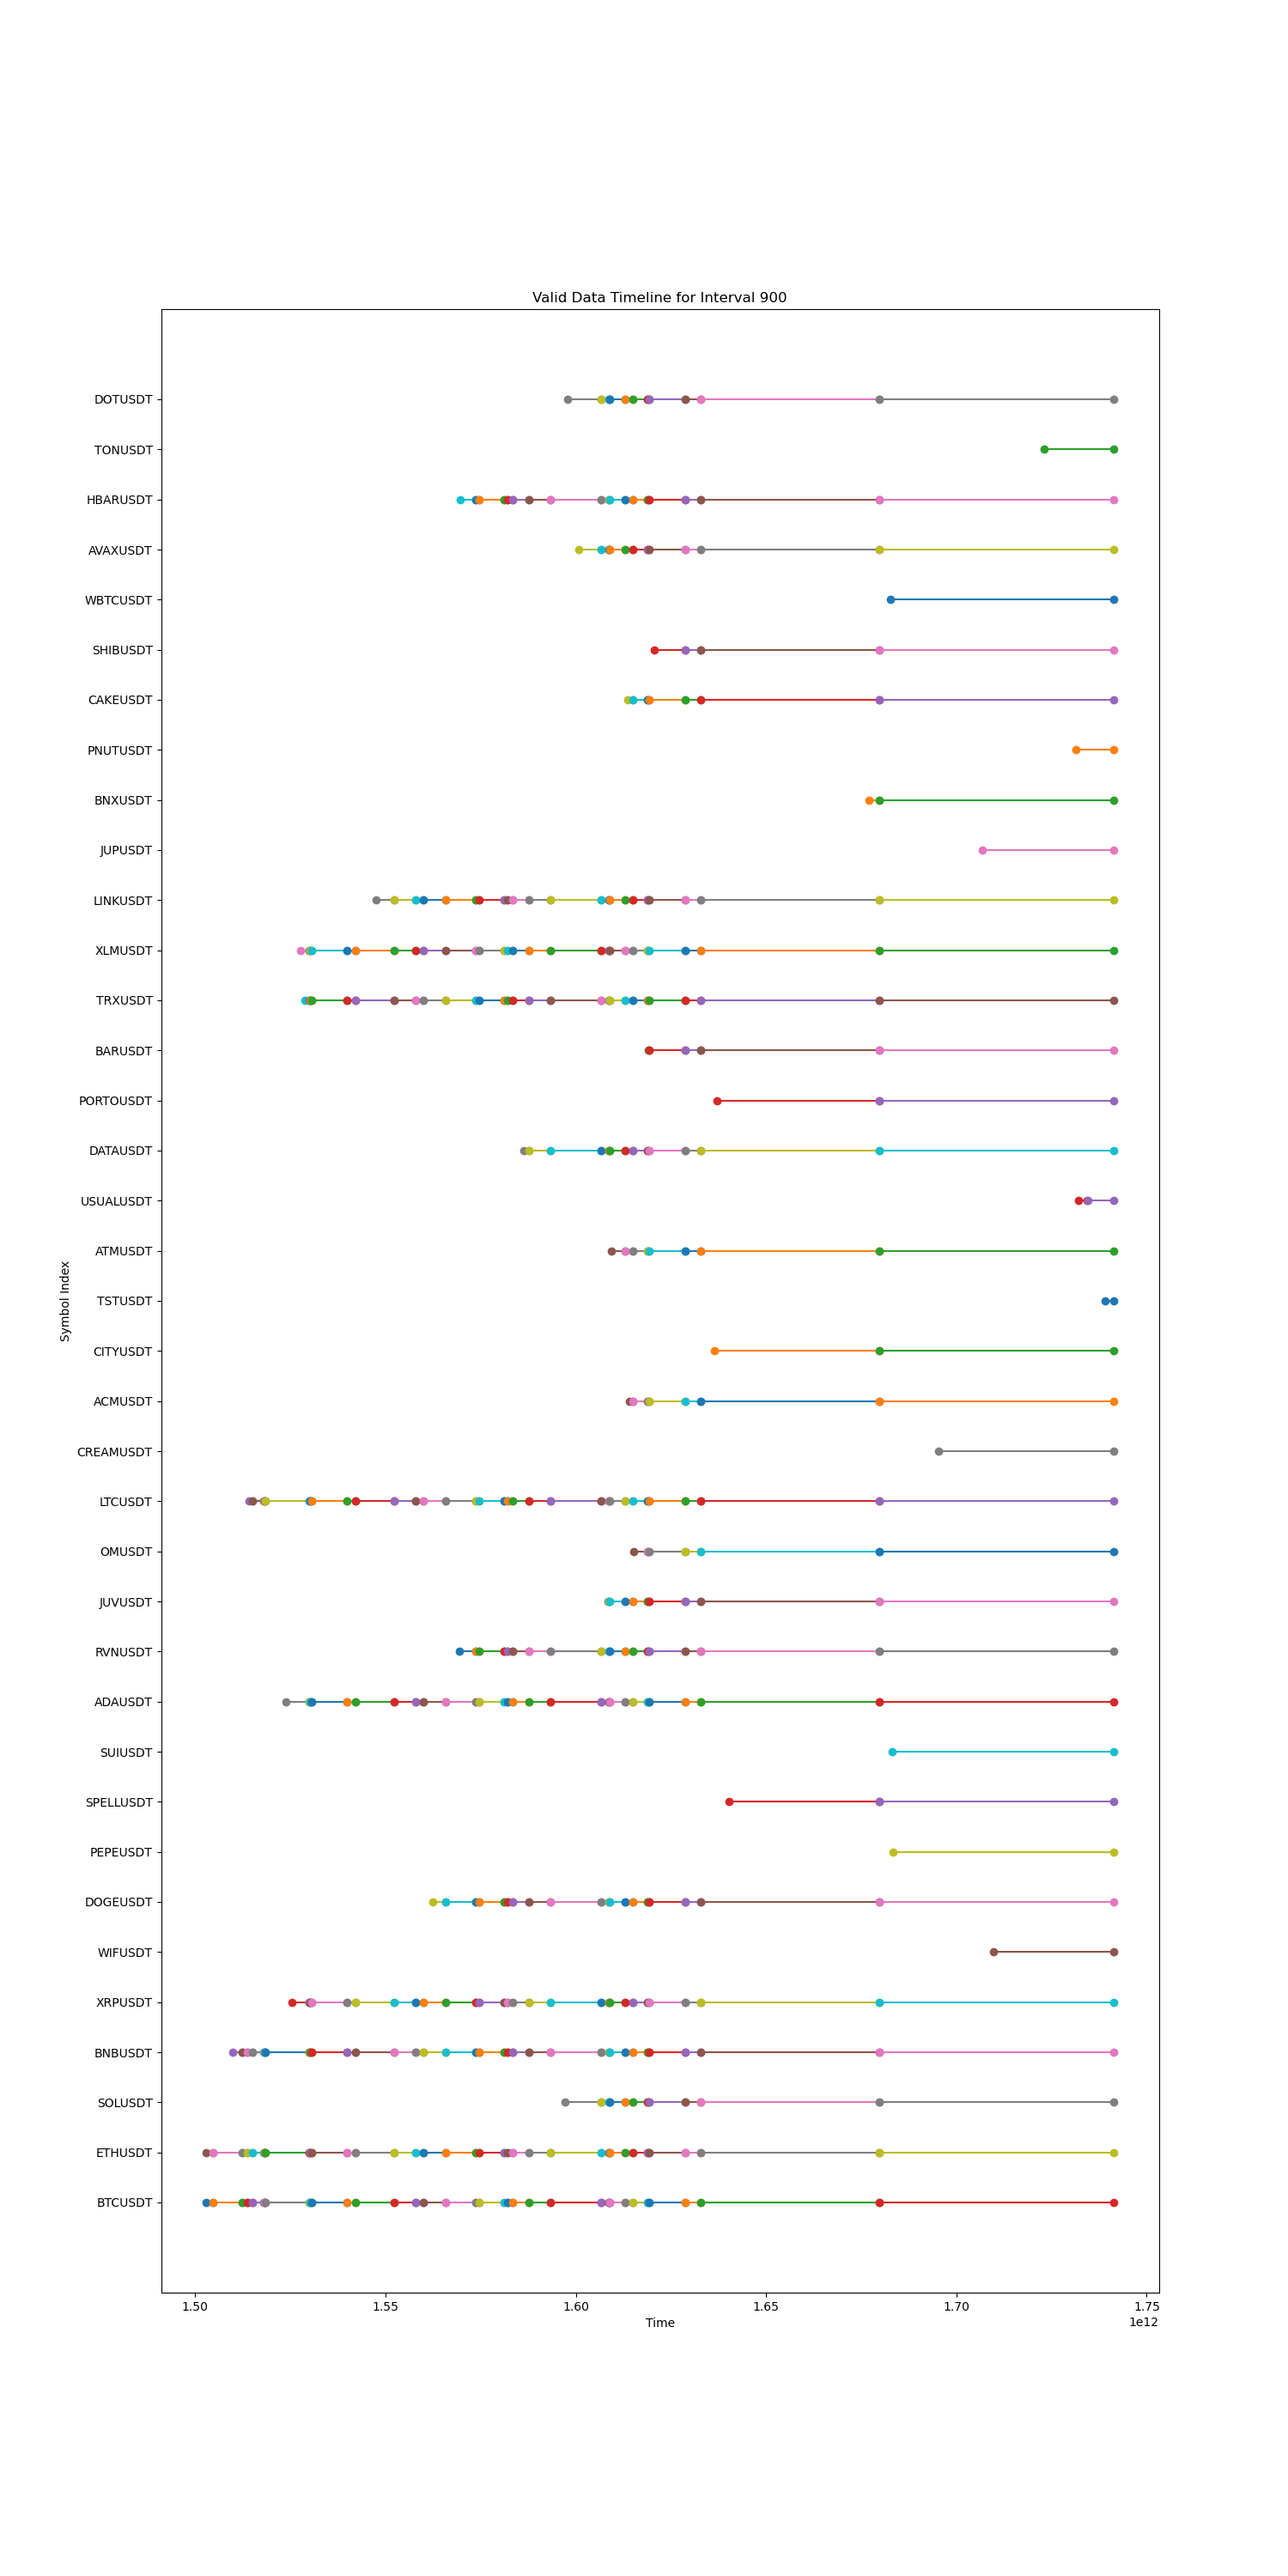 Valid Data Timeline for Interval 900
DOTUSDT
TONUSDT
HBARUSDT
AVAXUSDT
WBTCUSDT
SHIBUSDT
CAKEUSDT
PNUTUSDT
BNXUSDT
JUPUSDT
LINKUSDT
XLMUSDT
TRXUSDT
BARUSDT
PORTOUSDT
DATAUSDT
USUALUSDT
ATMUSDT
TSTUSDT
CITYUSDT
ACMUSDT
CREAMUSDT
LTCUSDT
OMUSDT
JUVUSDT
RVNUSDT
ADAUSDT
SUIUSDT
SPELLUSDT
PEPEUSDT
DOGEUSDT
WIFUSDT
XRPUSDT
BNBUSDT
SOLUSDT
ETHUSDT
BTCUSDT
Symbol Index
1.50 1.55 1.60 1.65 1.70 1.75
Time
1e12